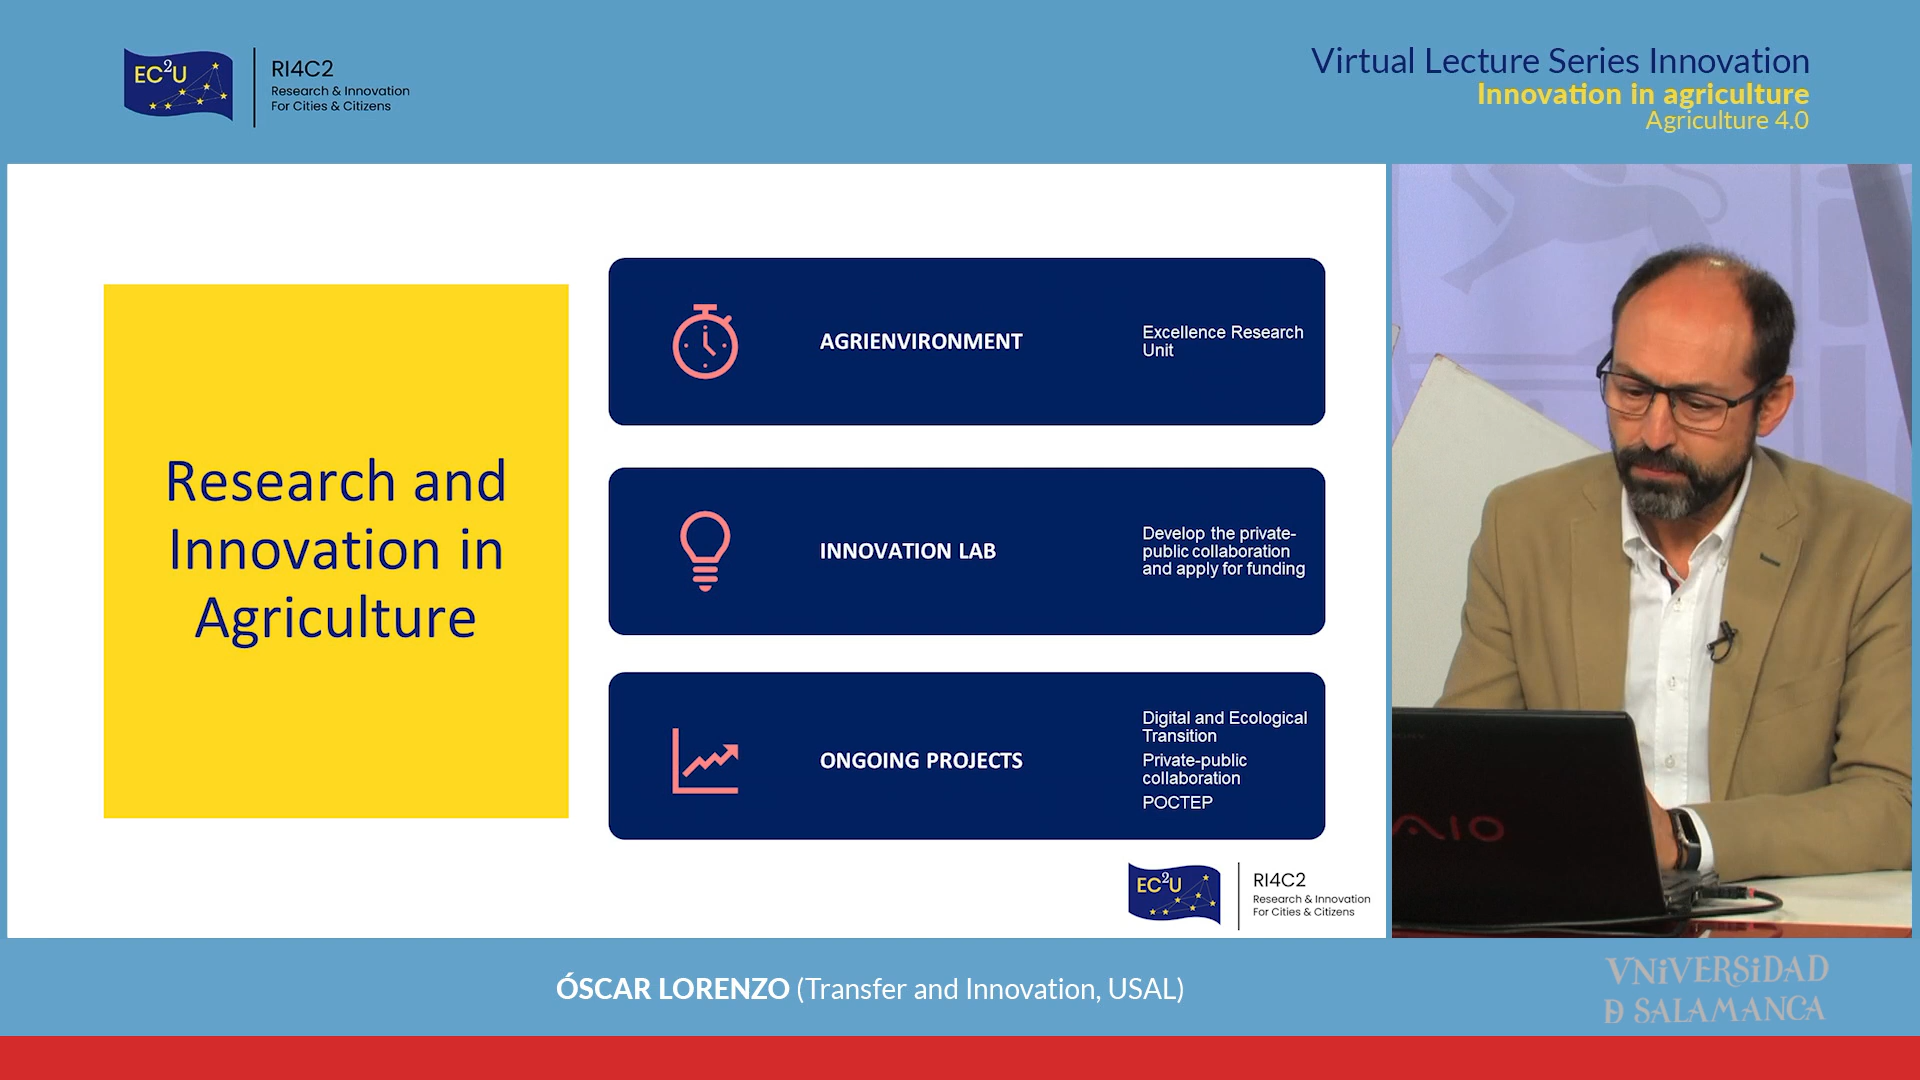 EC2U
RI4C2
Research & Innovation
For Cities & Citizens
Virtual Lecture Series Innovation
Innovation in agriculture
Agriculture 4.0
Research and
Innovation in
Agriculture
AGRIENVIRONMENT
Excellence Research
Unit
INNOVATION LAB
Develop the private-
public collaboration
and apply for funding
ONGOING PROJECTS
Digital and Ecological
Transition
Private-public
collaboration
POCTEP
EC2U
RI4C2
Research & Innovation
For Cities & Citizens
AIO
ÓSCAR LORENZO (Transfer and Innovation, USAL)
VNiVERSiDAD
Ð SALAMANCA